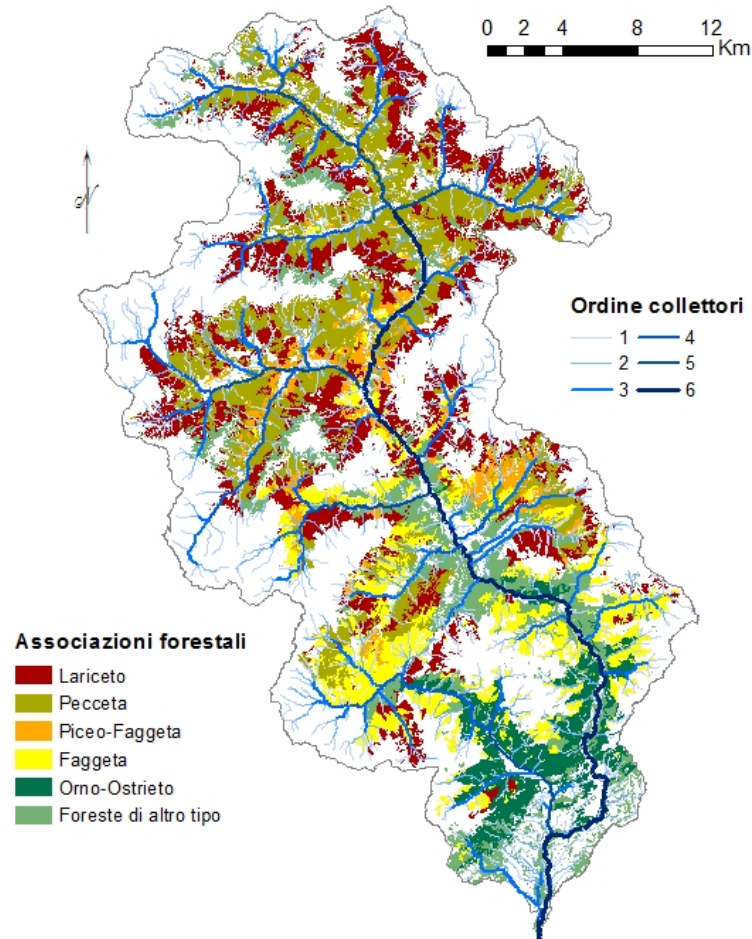 0 2 4 8 12
Km
N
Ordine collettori
1 4
2 5
3 6
Associazioni forestali
Lariceto
Pecceta
Piceo-Faggeta
Faggeta
Orno-Ostrieto
Foreste di altro tipo